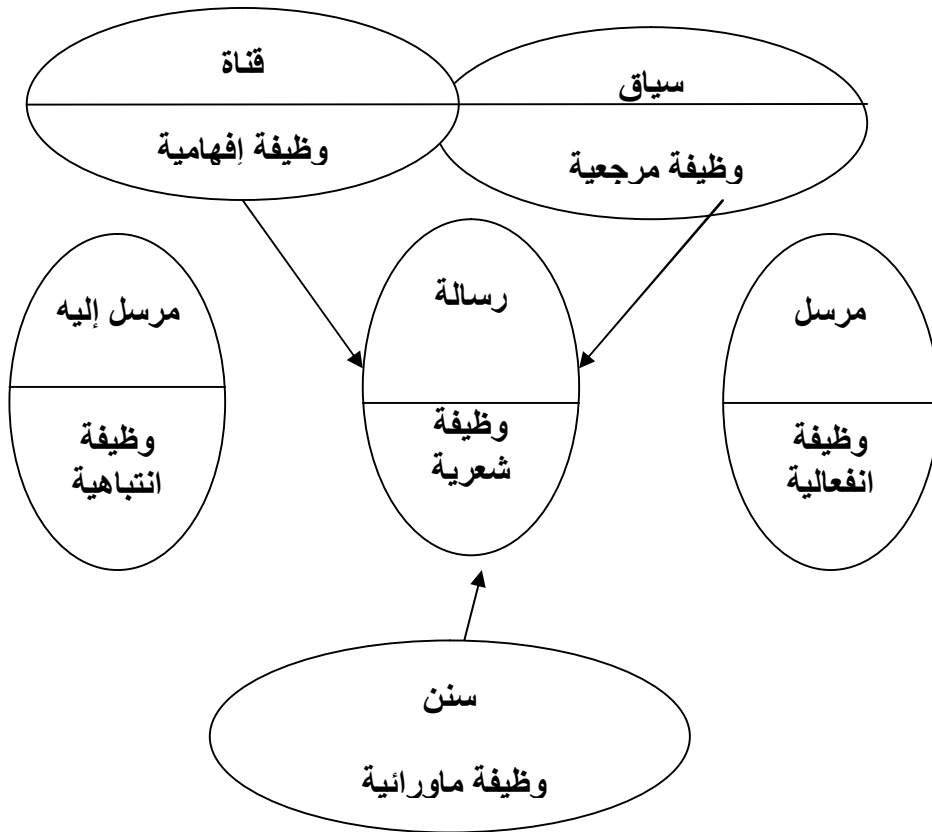 سياق
وظيفة مرجعية
قناة
وظيفة إفهامية
مرسل
وظيفة
انفعالية
رسالة
وظيفة
شعرية
مرسل إليه
وظيفة
انتباهية
سنن
وظيفة ماورائية